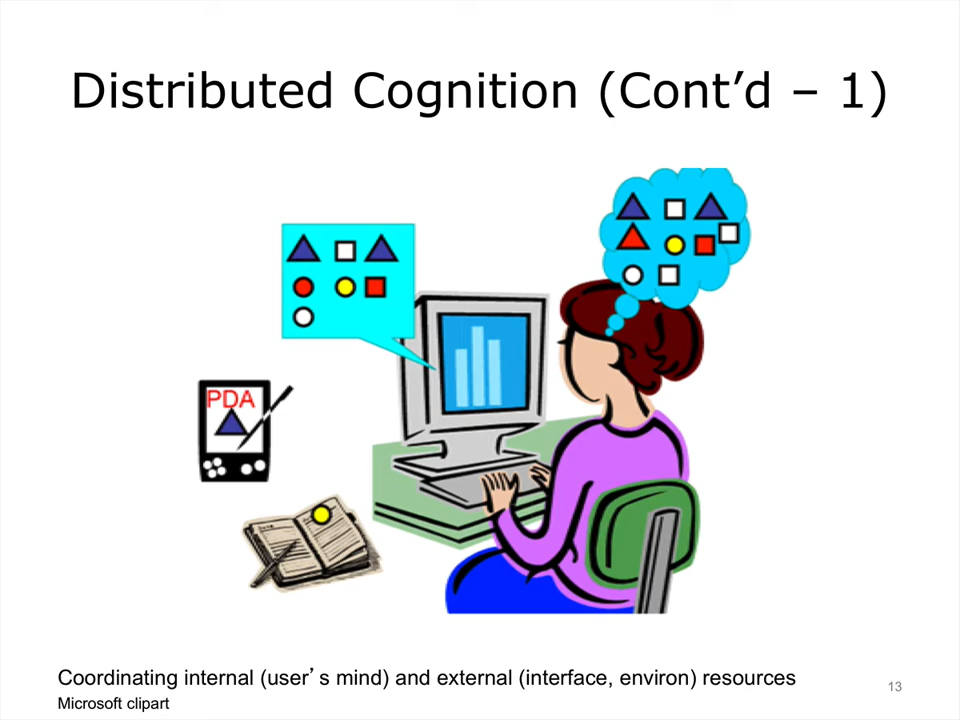 Distributed Cognition (Cont’d – 1)
PDA
Coordinating internal (user’s mind) and external (interface, environ) resources
Microsoft clipart
13